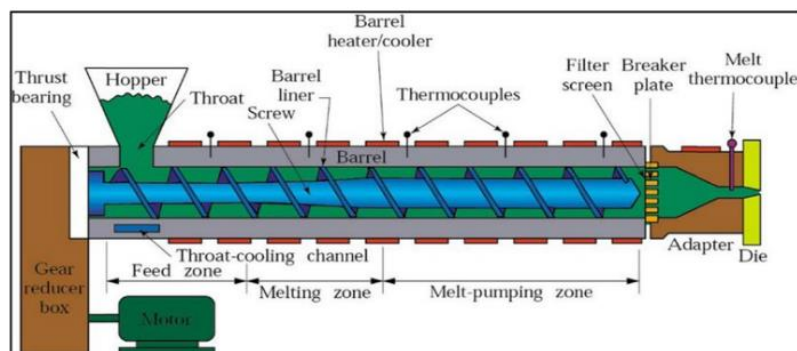 Barrel
heater/cooler
Thrust
bearing
Hopper
Throat
Barrel
liner
Screw
Thermocouples
Filter
screen
Breaker
plate
Melt
thermocouple
Barrel
Throat-cooling channel
Feed zone
Melting zone
Melt-pumping zone
Adapter
Die
Gear
reducer
box
Motor